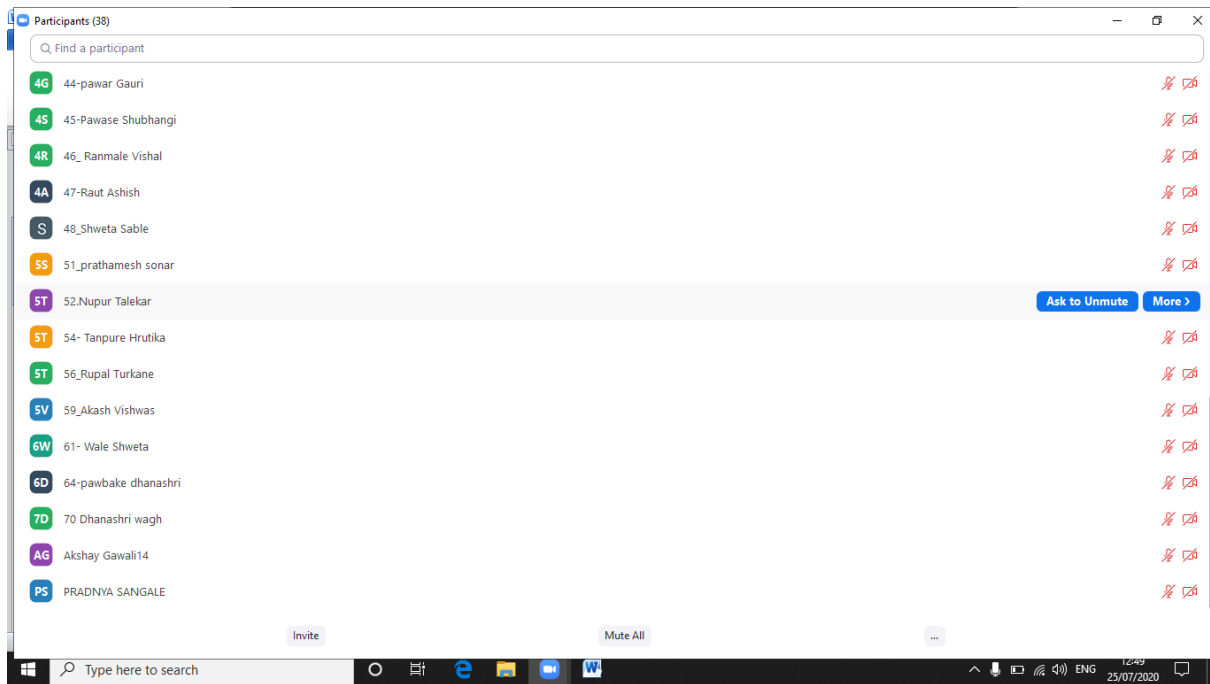 Participants (38)
Find a participant
4G 44-pawar Gauri
4S 45-Pawase Shubhangi
4R 46_ Ranmale Vishal
4A 47-Raut Ashish
S 48_Shweta Sable
5S 51_prathamesh sonar
5T 52.Nupur Talekar Ask to Unmute More >
5T 54- Tanpure Hrutika
5T 56_Rupal Turkane
5V 59_Akash Vishwas
6W 61- Wale Shweta
6D 64-pawbake dhanashri
7D 70 Dhanashri wagh
AG Akshay Gawali14
PS PRADNYA SANGALE
Invite Mute All ...
Type here to search ENG 12:49
25/07/2020